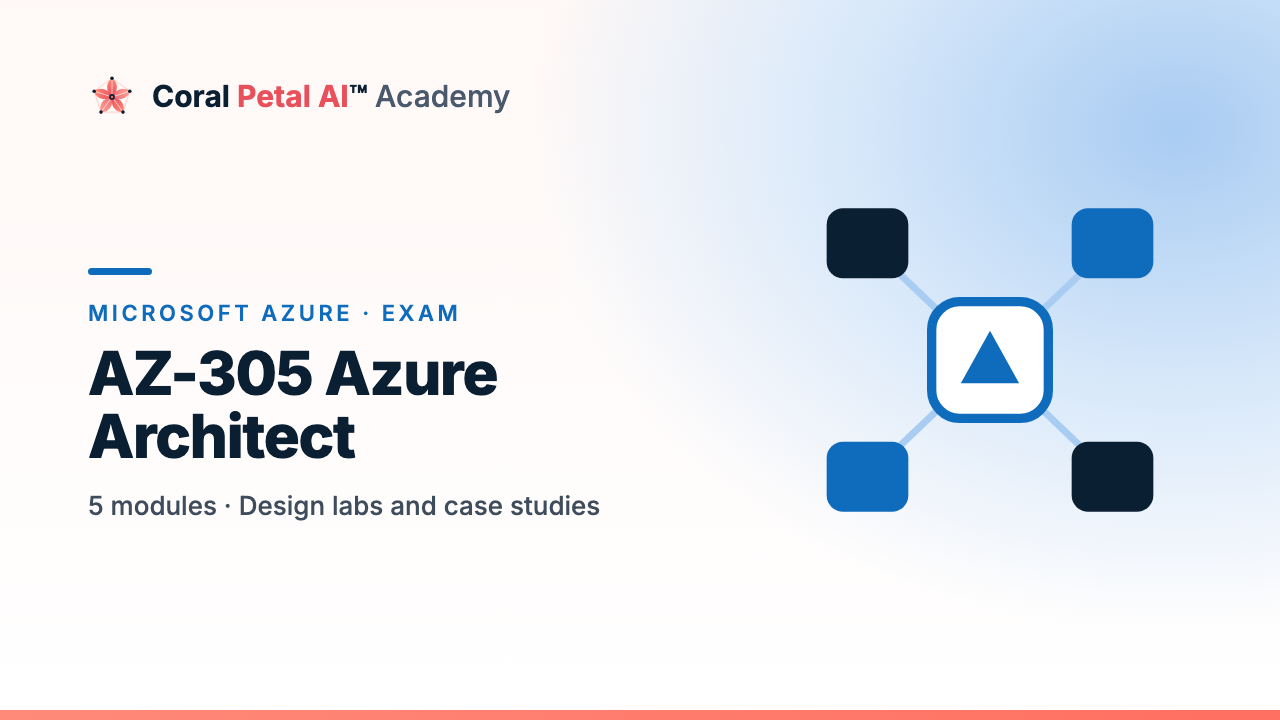 Coral Petal AI™ Academy
MICROSOFT AZURE · EXAM
AZ-305 Azure
Architect
5 modules · Design labs and case studies